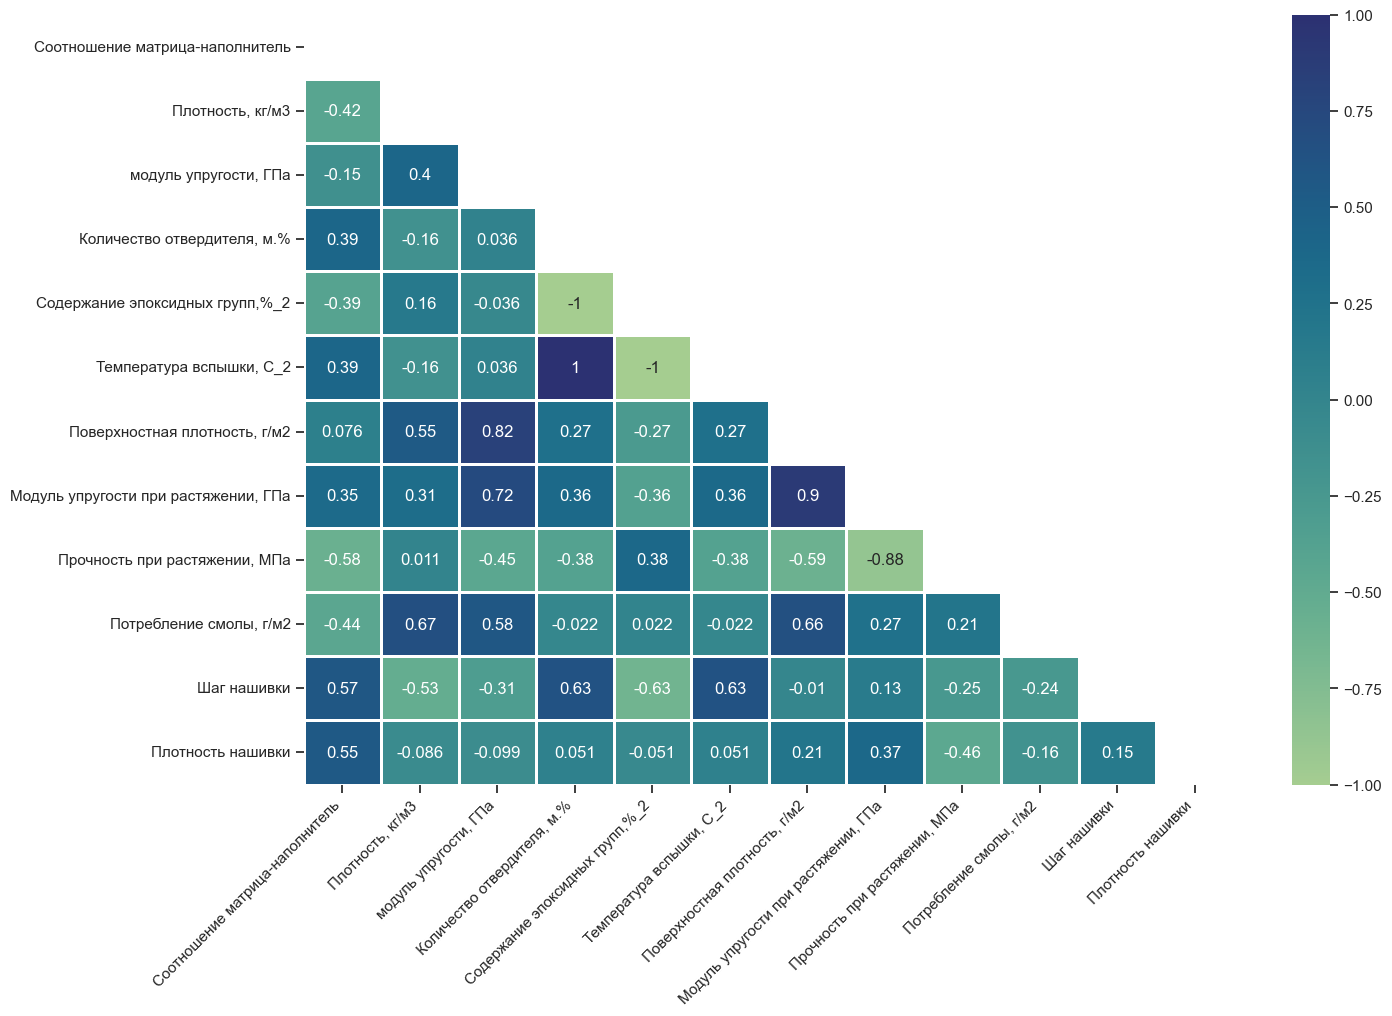 Соотношение матрица-наполнитель
Плотность, кг/м3 -0.42
модуль упругости, ГПа -0.15 0.4
Количество отвердителя, м.% 0.39 -0.16 0.036
Содержание эпоксидных групп,%_2 -0.39 0.16 -0.036 -1
Температура вспышки, С_2 0.39 -0.16 0.036 1 -1
Поверхностная плотность, г/м2 0.076 0.55 0.82 0.27 -0.27 0.27
Модуль упругости при растяжении, ГПа 0.35 0.31 0.72 0.36 -0.36 0.36 0.9
Прочность при растяжении, МПа -0.58 0.011 -0.45 -0.38 0.38 -0.38 -0.59 -0.88
Потребление смолы, г/м2 -0.44 0.67 0.58 -0.022 0.022 -0.022 0.66 0.27 0.21
Шаг нашивки 0.57 -0.53 -0.31 0.63 -0.63 0.63 -0.01 0.13 -0.25 -0.24
Плотность нашивки 0.55 -0.086 -0.099 0.051 -0.051 0.051 0.21 0.37 -0.46 -0.16 0.15
Соотношение матрица-наполнитель
Плотность, кг/м3
модуль упругости, ГПа
Количество отвердителя, м.%
Содержание эпоксидных групп,%_2
Температура вспышки, С_2
Поверхностная плотность, г/м2
Модуль упругости при растяжении, ГПа
Прочность при растяжении, МПа
Потребление смолы, г/м2
Шаг нашивки
Плотность нашивки
1.00
0.75
0.50
0.25
0.00
−0.25
−0.50
−0.75
−1.00